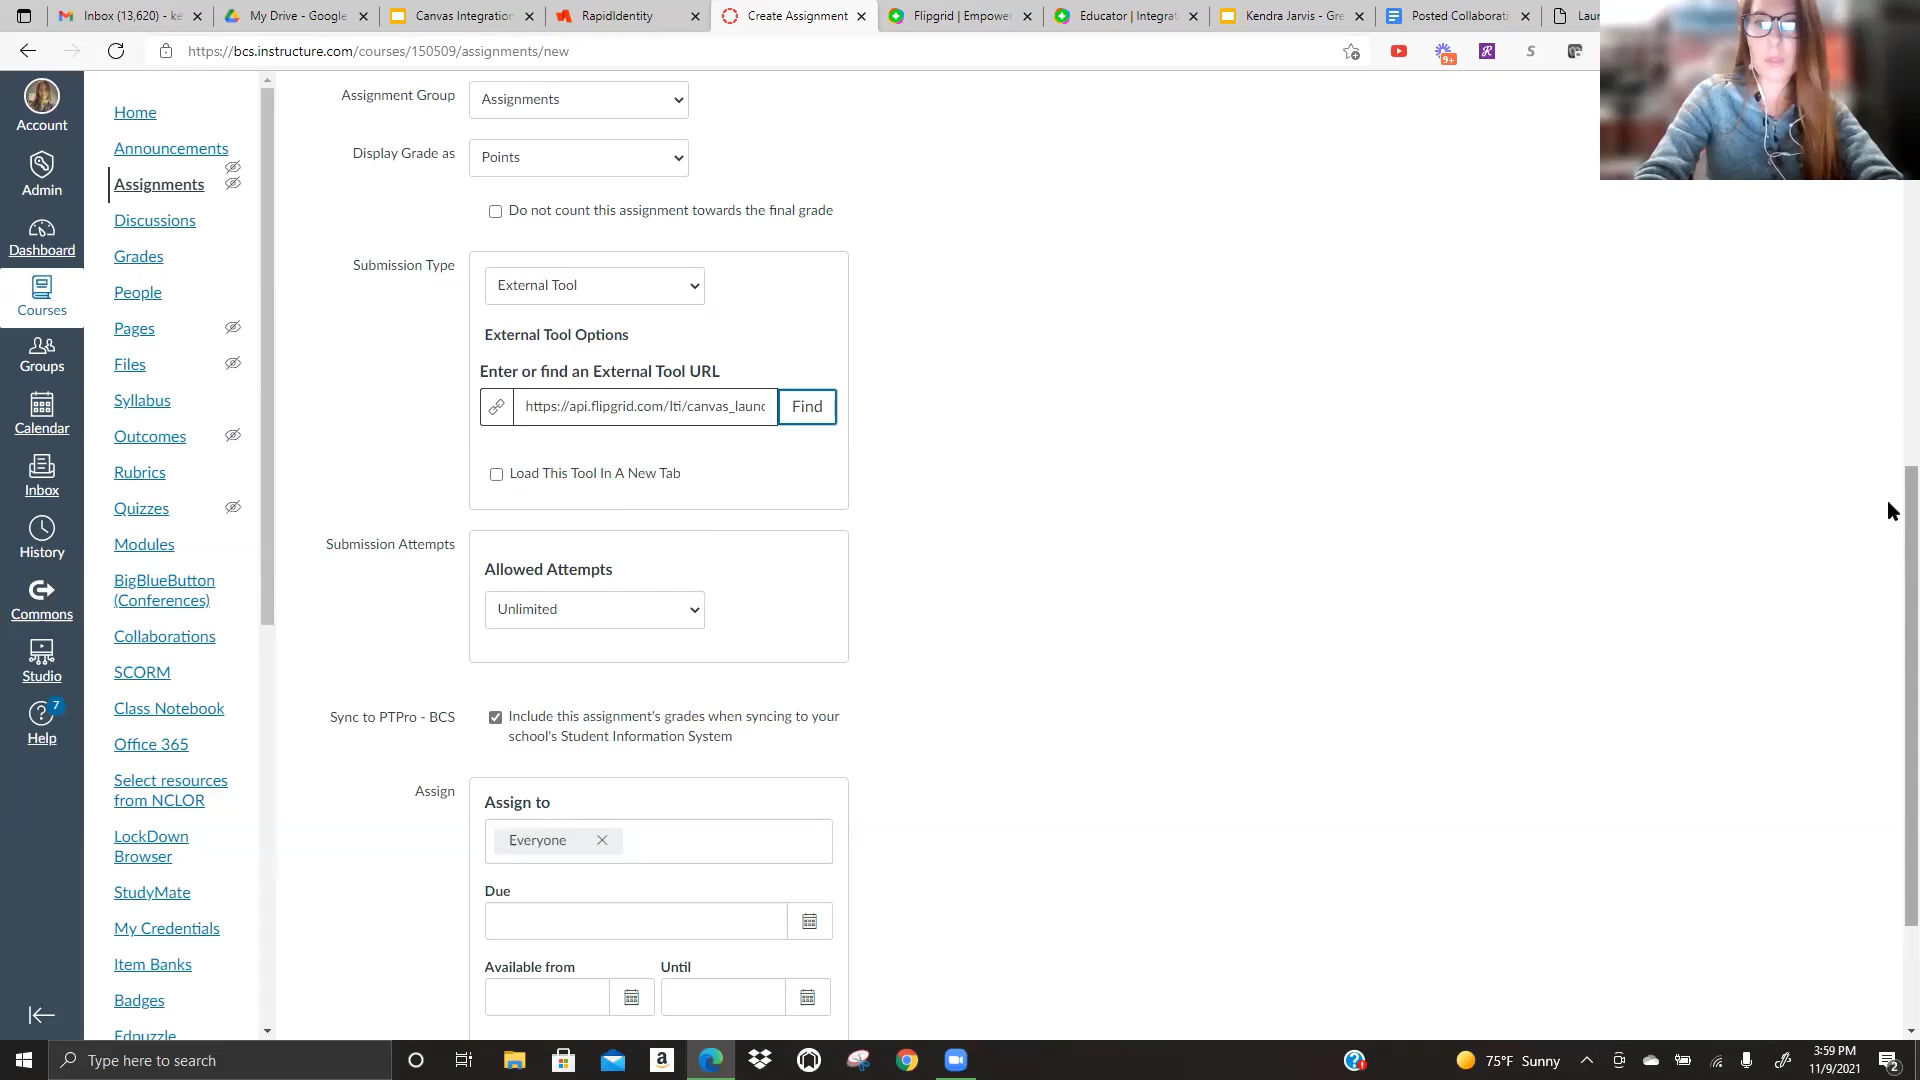 Inbox (13,620) - ke
My Drive - Google
Canvas Integration
RapidIdentity
Create Assignment
Flipgrid | Empower
Educator | Integrat
Kendra Jarvis - Gre
Posted Collaborati
Lau
https://bcs.instructure.com/courses/150509/assignments/new
9+
Account
Admin
Dashboard
Courses
Groups
Calendar
Inbox
History
Commons
Studio
7
Help
Home
Announcements
Assignments
Discussions
Grades
People
Pages
Files
Syllabus
Outcomes
Rubrics
Quizzes
Modules
BigBlueButton
(Conferences)
Collaborations
SCORM
Class Notebook
Office 365
Select resources
from NCLOR
LockDown
Browser
StudyMate
My Credentials
Item Banks
Badges
Edpuzzle
Assignment Group
Assignments
Display Grade as
Points
Do not count this assignment towards the final grade
Submission Type
External Tool
External Tool Options
Enter or find an External Tool URL
https://api.flipgrid.com/lti/canvas_launc
Find
Load This Tool In A New Tab
Submission Attempts
Allowed Attempts
Unlimited
Sync to PTPro - BCS
Include this assignment's grades when syncing to your
school's Student Information System
Assign
Assign to
Everyone
Due
Available from
Until
Type here to search
75°F Sunny
3:59 PM
11/9/2021
2